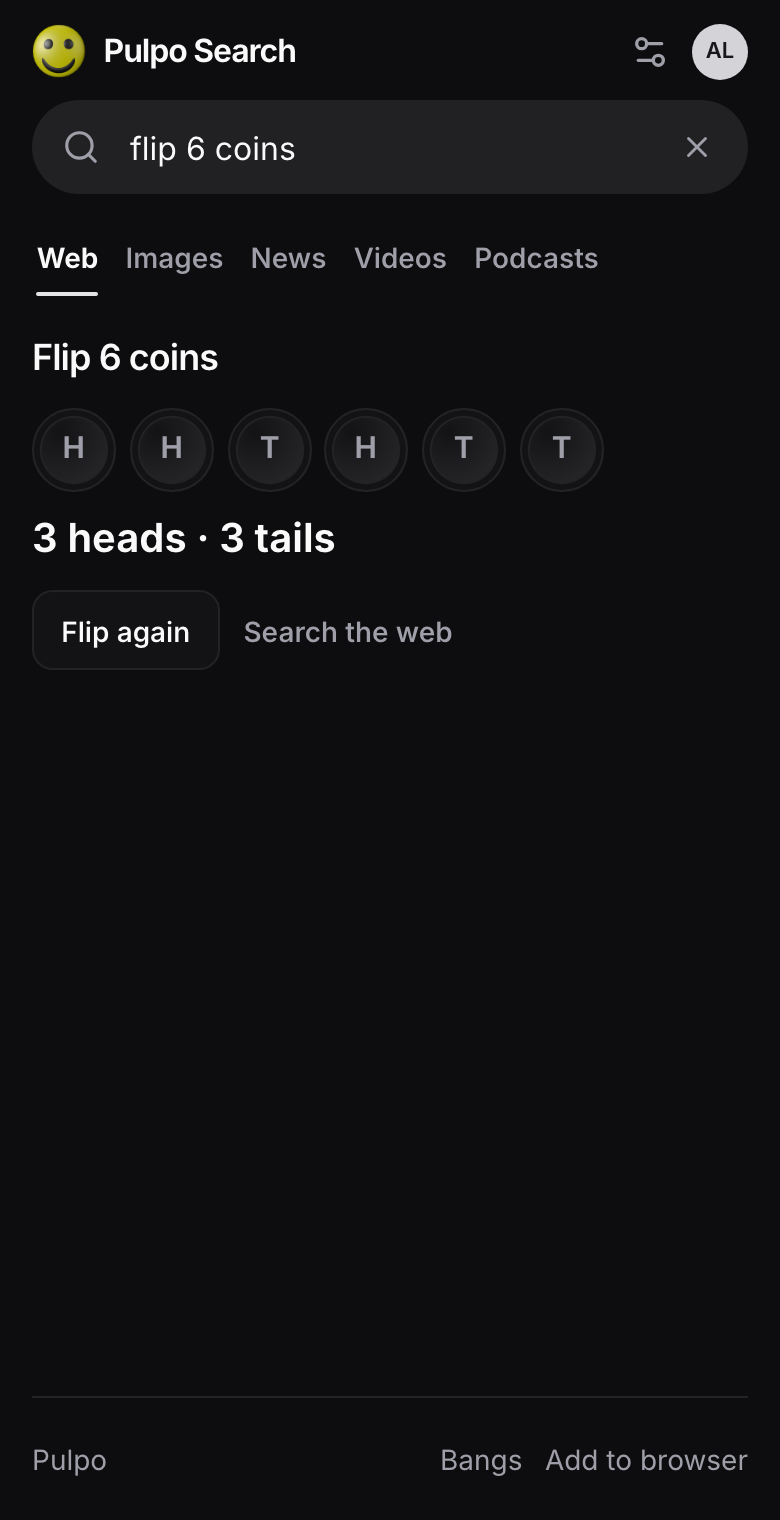 Pulpo Search
AL
flip 6 coins
Web Images News Videos Podcasts
Flip 6 coins
H H T H T T
3 heads · 3 tails
Flip again Search the web
Pulpo Bangs Add to browser